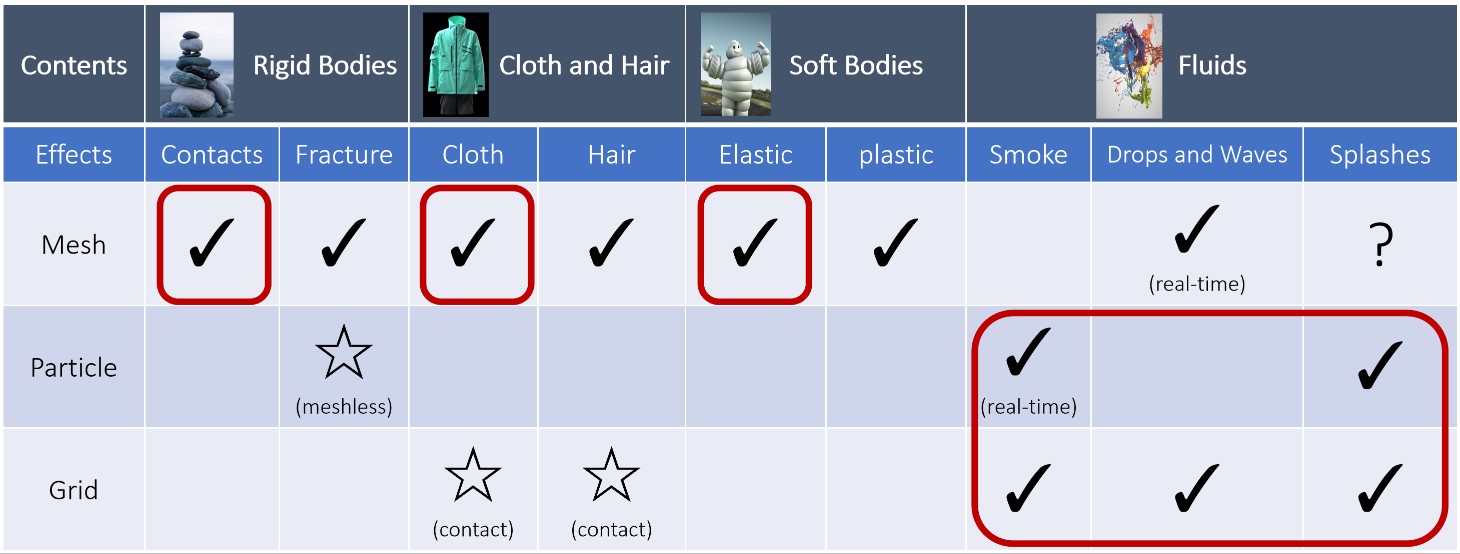 Contents Rigid Bodies Cloth and Hair Soft Bodies Fluids
Effects Contacts Fracture Cloth Hair Elastic plastic Smoke Drops and Waves Splashes
Mesh ✓ ✓ ✓ ✓ ✓ ✓ ✓ ?
(real-time)
Particle ☆ ✓ ✓
(meshless) (real-time)
Grid ☆ ☆ ✓ ✓ ✓
(contact) (contact)